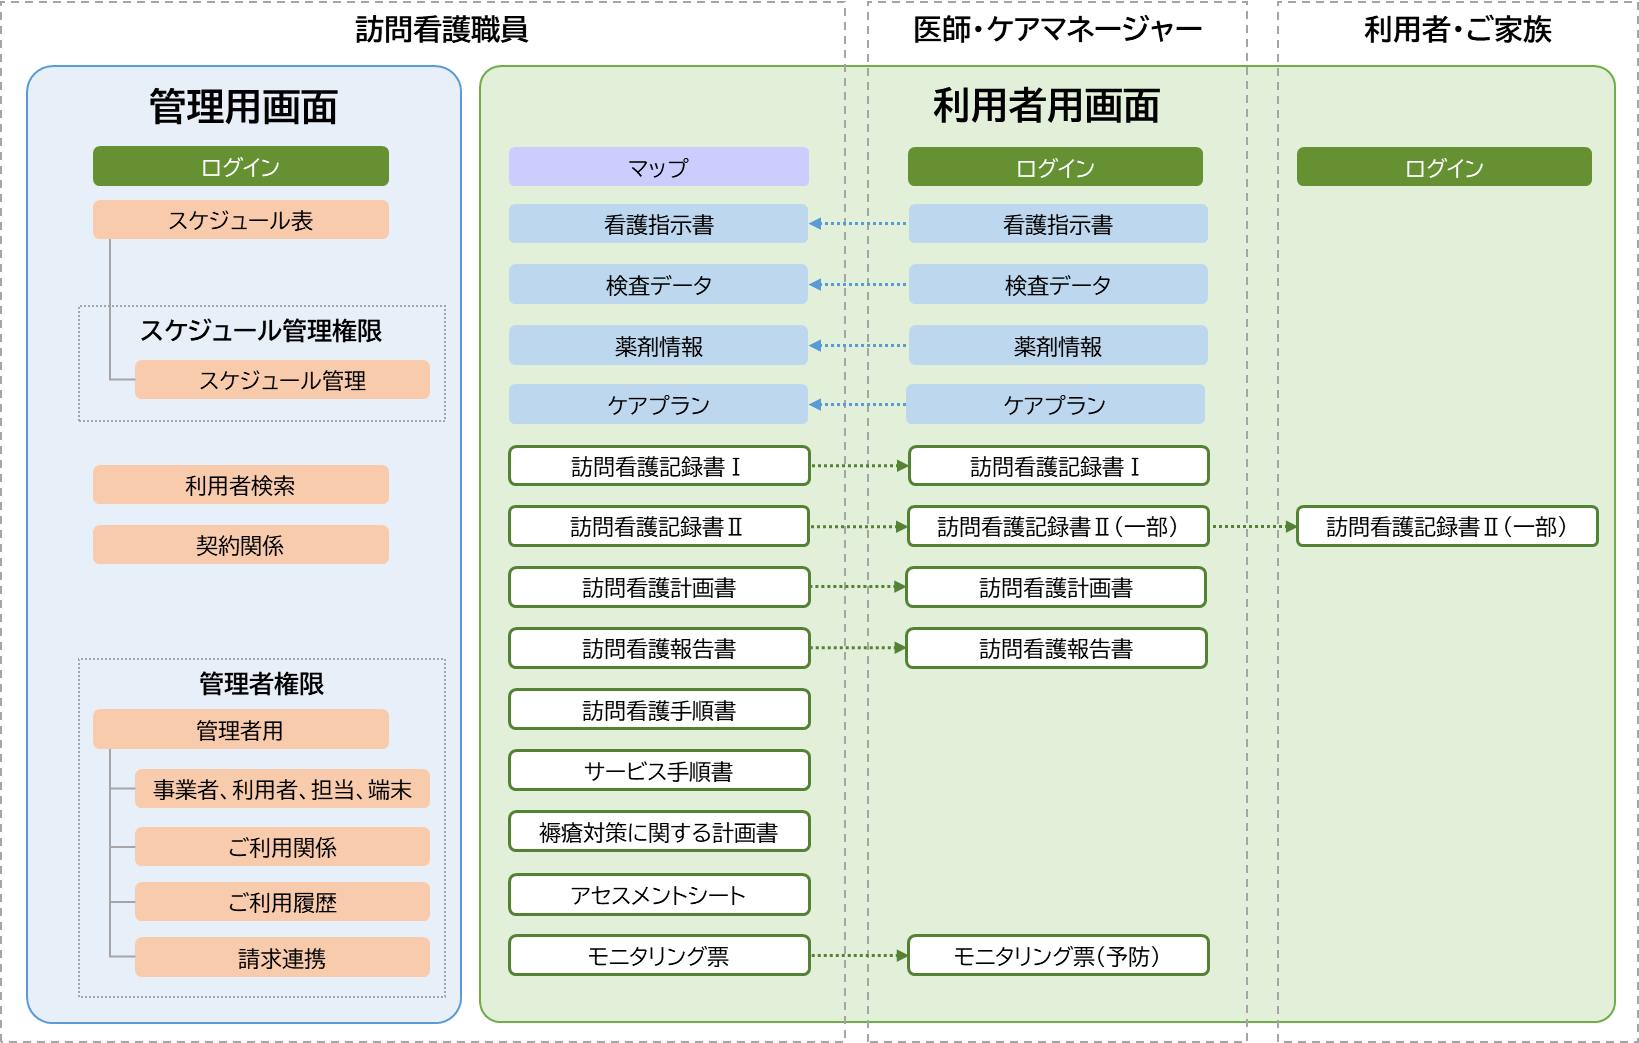 訪問看護職員
医師・ケアマネージャー
利用者・ご家族
管理用画面
ログイン
スケジュール表
スケジュール管理権限
スケジュール管理
利用者検索
契約関係
管理者権限
管理者用
事業者、利用者、担当、端末
ご利用関係
ご利用履歴
請求連携
利用者用画面
マップ
看護指示書
検査データ
薬剤情報
ケアプラン
訪問看護記録書Ⅰ
訪問看護記録書Ⅱ
訪問看護計画書
訪問看護報告書
訪問看護手順書
サービス手順書
褥瘡対策に関する計画書
アセスメントシート
モニタリング票
ログイン
看護指示書
検査データ
薬剤情報
ケアプラン
訪問看護記録書Ⅰ
訪問看護記録書Ⅱ(一部)
訪問看護計画書
訪問看護報告書
モニタリング票(予防)
ログイン
訪問看護記録書Ⅱ(一部)